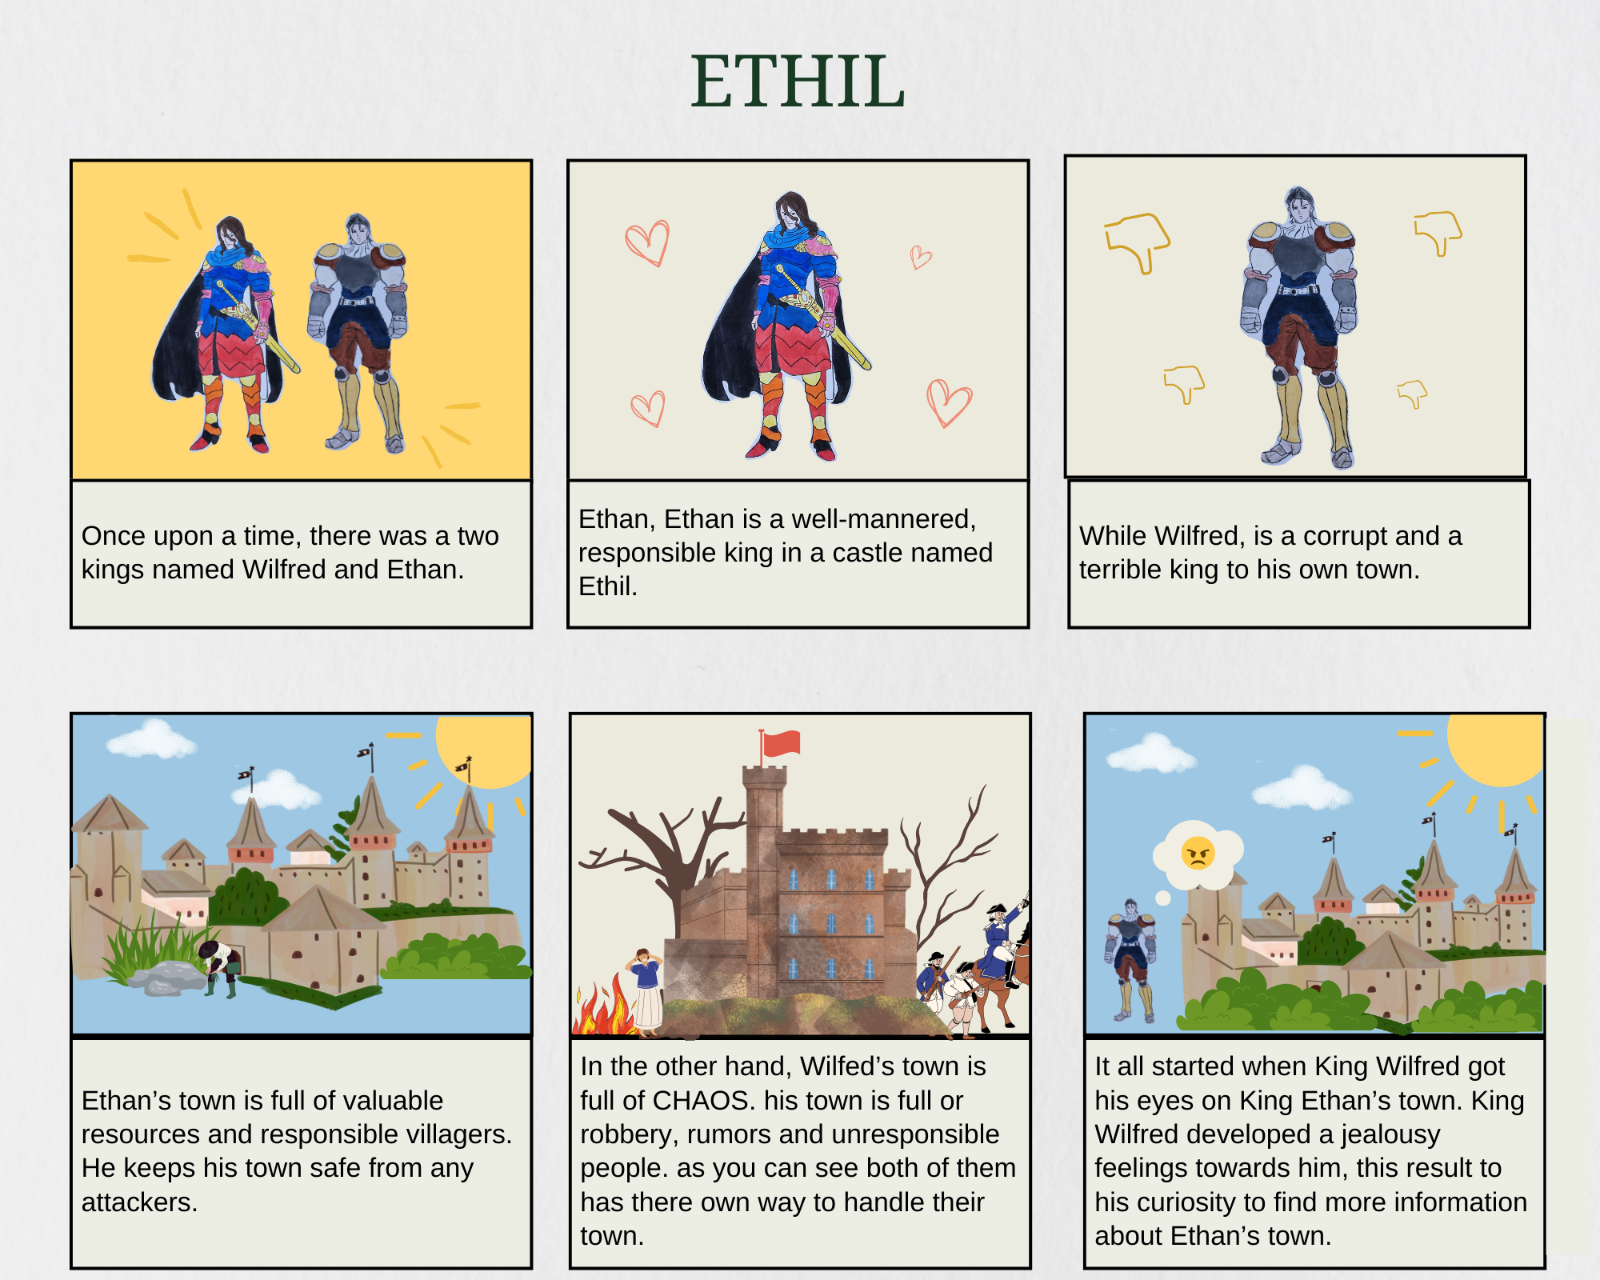 ETHIL
Once upon a time, there was a two
kings named Wilfred and Ethan.
Ethan, Ethan is a well-mannered,
responsible king in a castle named
Ethil.
While Wilfred, is a corrupt and a
terrible king to his own town.
Ethan’s town is full of valuable
resources and responsible villagers.
He keeps his town safe from any
attackers.
In the other hand, Wilfed’s town is
full of CHAOS. his town is full or
robbery, rumors and unresponsible
people. as you can see both of them
has there own way to handle their
town.
It all started when King Wilfred got
his eyes on King Ethan’s town. King
Wilfred developed a jealousy
feelings towards him, this result to
his curiosity to find more information
about Ethan’s town.